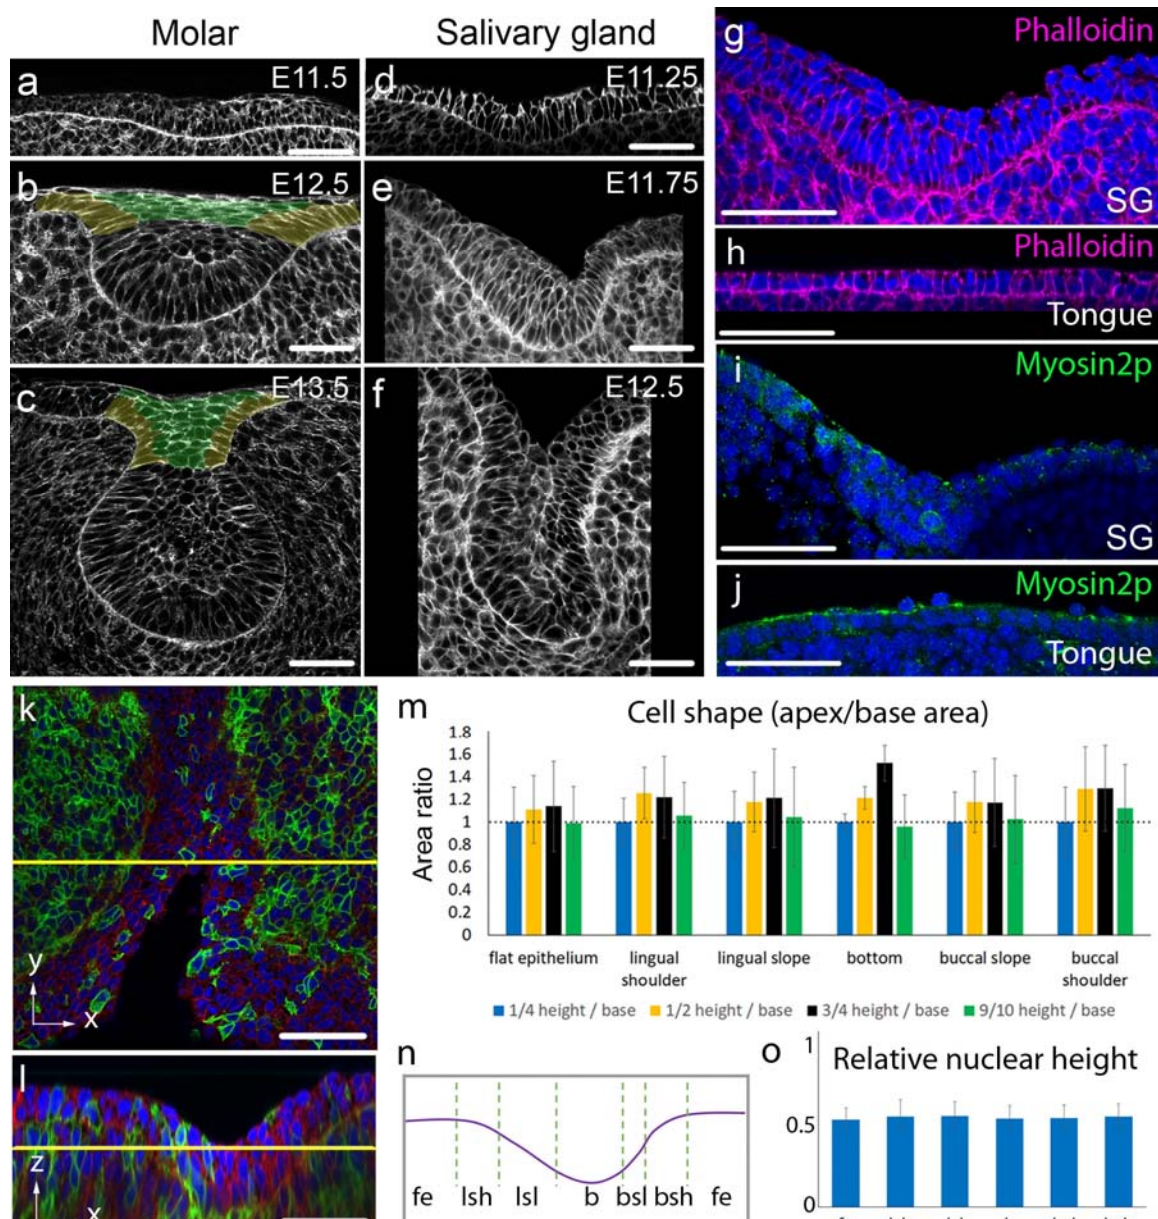 Molar
Salivary gland
a
E11.5
b
E12.5
c
E13.5
d
E11.25
e
E11.75
f
E12.5
g
Phalloidin
SG
h
Phalloidin
Tongue
i
Myosin2p
SG
j
Myosin2p
Tongue
k
y
x
l
z
x
m
Cell shape (apex/base area)
Area ratio
1.8
1.6
1.4
1.2
1
0.8
0.6
0.4
0.2
0
flat epithelium
lingual shoulder
lingual slope
bottom
buccal slope
buccal shoulder
1/4 height / base
1/2 height / base
3/4 height / base
9/10 height / base
n
fe lsh lsl b bsl bsh fe
o
Relative nuclear height
1
0.5
0